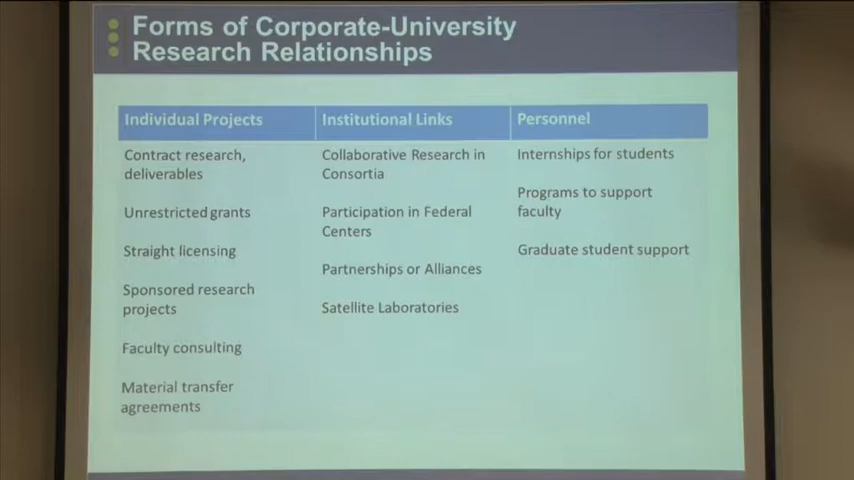 Forms of Corporate-University
Research Relationships
Individual Projects
Contract research,
deliverables
Unrestricted grants
Straight licensing
Sponsored research
projects
Faculty consulting
Material transfer
agreements
Institutional Links
Collaborative Research in
Consortia
Participation in Federal
Centers
Partnerships or Alliances
Satellite Laboratories
Personnel
Internships for students
Programs to support
faculty
Graduate student support